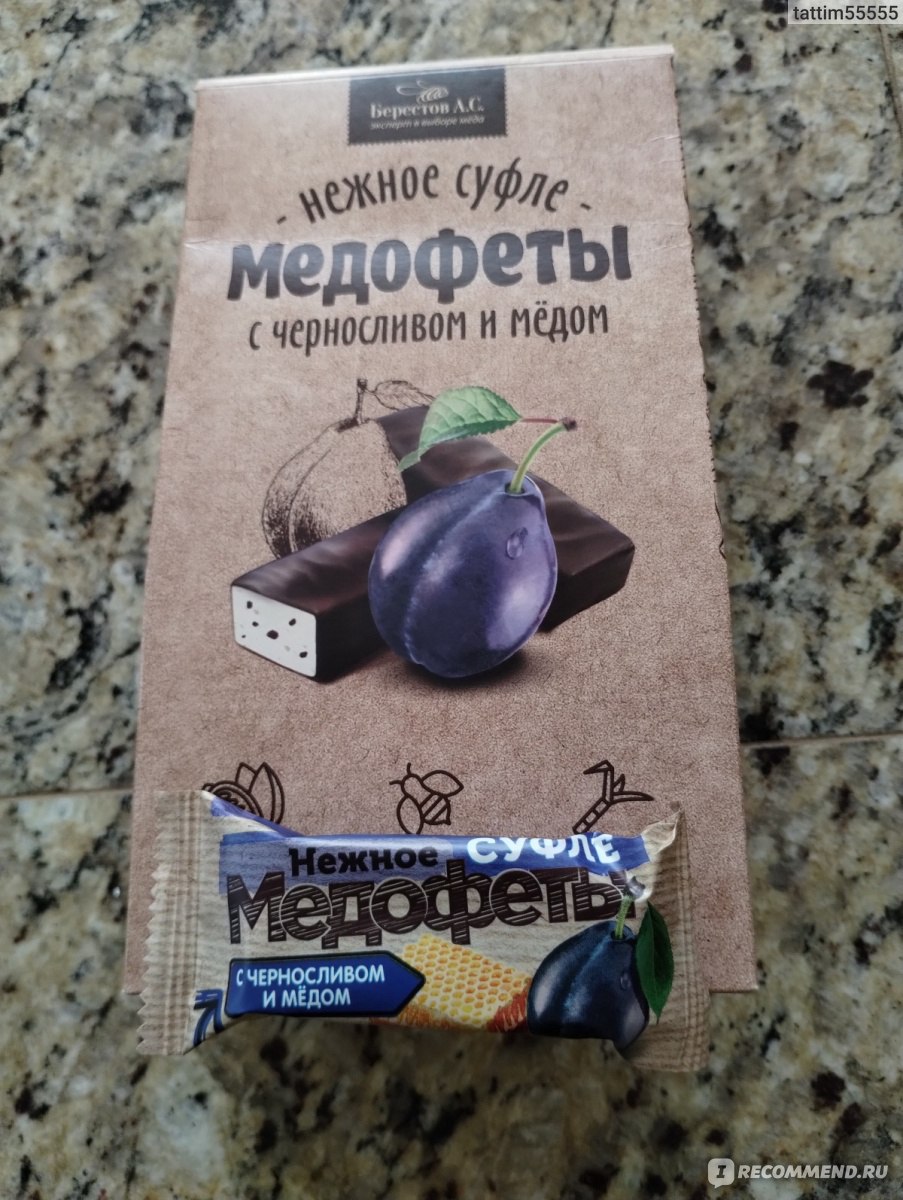 tattim55555
Берестов А.С.
эксперт в выборе мёда
- нежное суфле -
медофеты
с черносливом и мёдом
Нежное суфле
Медофеты
с черносливом
и мёдом
IRECOMMEND.RU